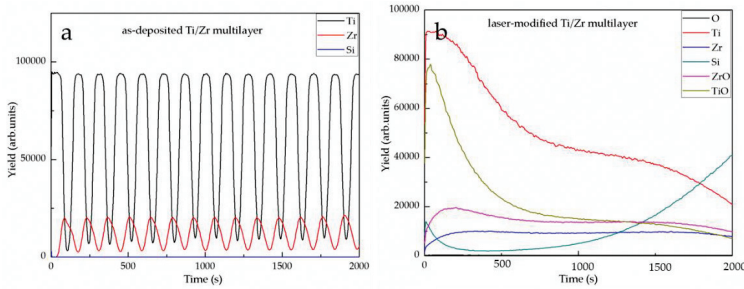 a
as-deposited Ti/Zr multilayer
Ti
Zr
Si
Yield (arb.units)
100000
50000
0
0
500
1000
1500
2000
Time (s)
b
laser-modified Ti/Zr multilayer
O
Ti
Zr
Si
ZrO
TiO
Yield (arb.units)
100000
80000
60000
40000
20000
0
0
500
1000
1500
2000
Time (s)